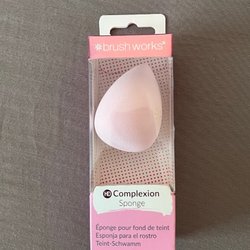 brushworks®
HD Complexion
Sponge
Éponge pour fond de teint
Esponja para el rostro
Teint-Schwamm